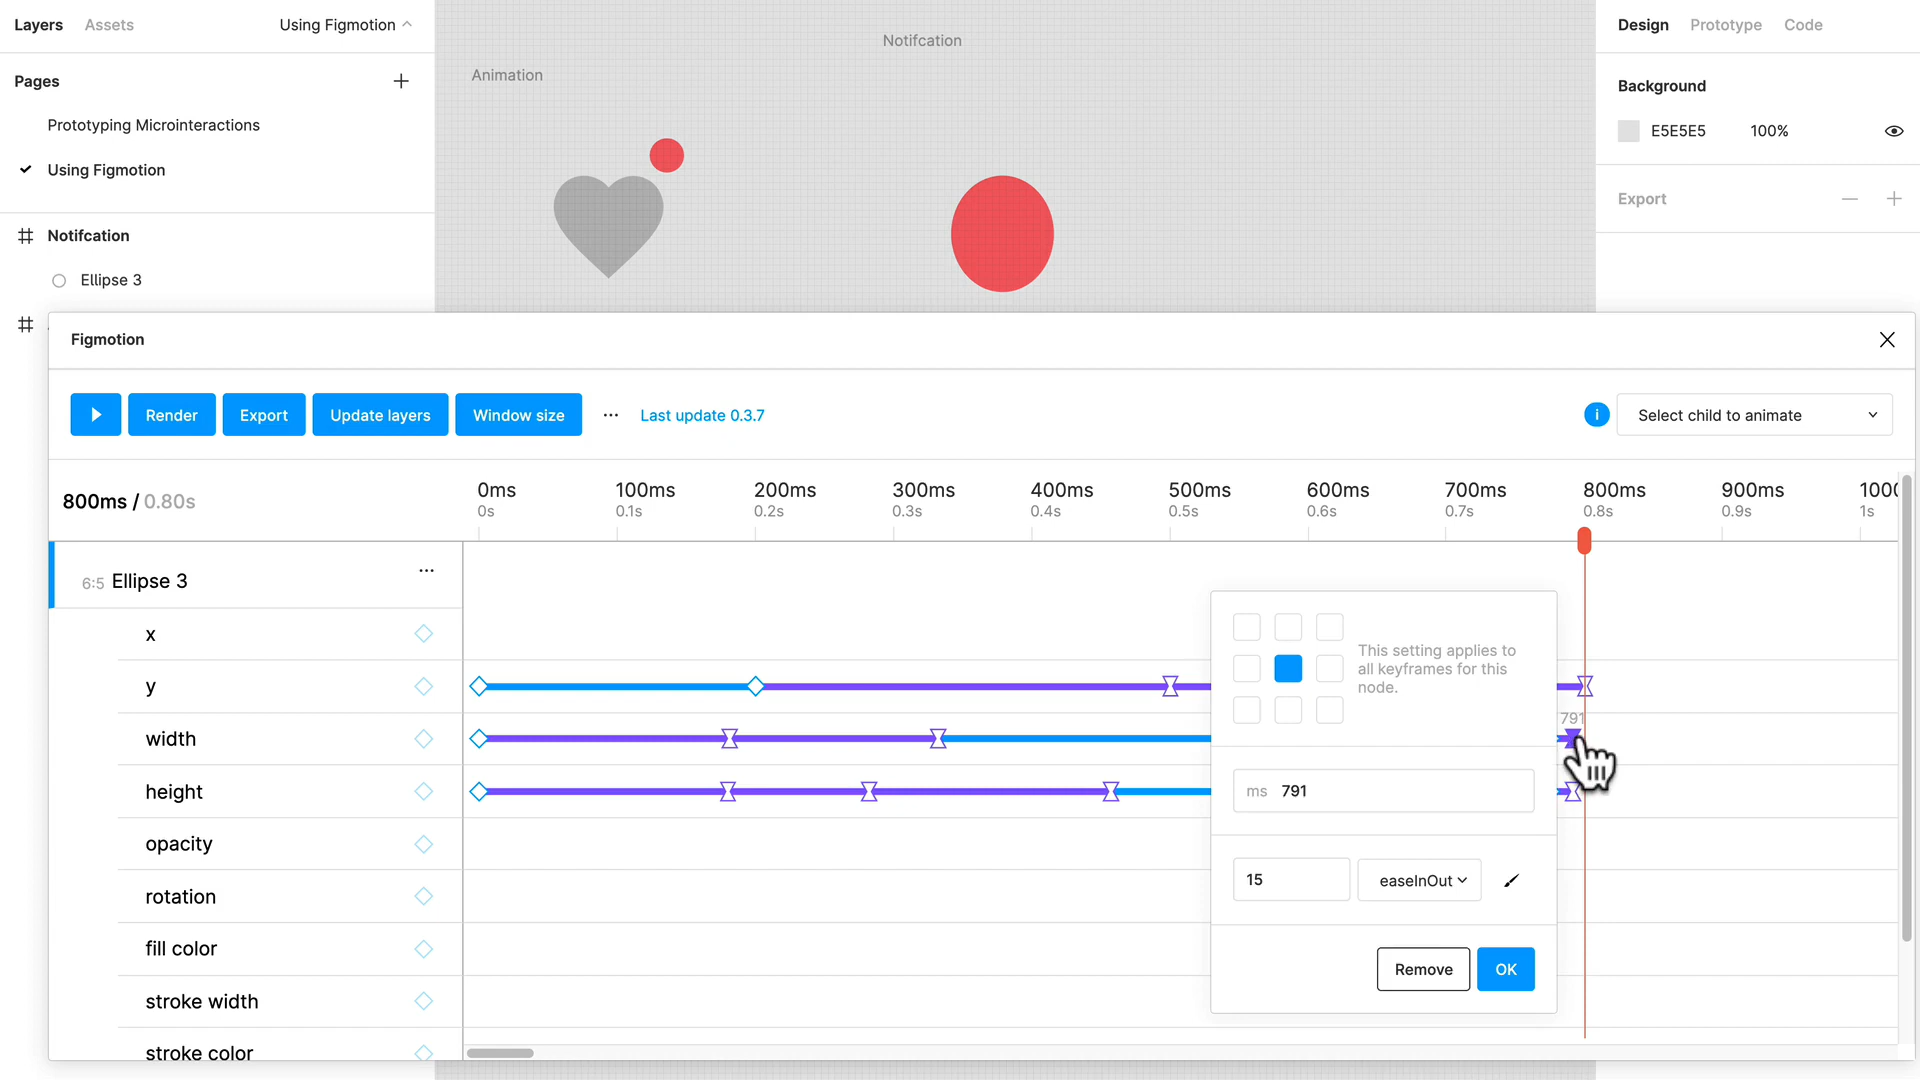 Layers Assets Using Figmotion
Pages
Prototyping Microinteractions
Using Figmotion
Notifcation
Ellipse 3
Animation
Notifcation
Design Prototype Code
Background
E5E5E5 100%
Export
Figmotion
Render Export Update layers Window size ... Last update 0.3.7
i Select child to animate
800ms / 0.80s
0ms 100ms 200ms 300ms 400ms 500ms 600ms 700ms 800ms 900ms 100
0s 0.1s 0.2s 0.3s 0.4s 0.5s 0.6s 0.7s 0.8s 0.9s 1s
6:5 Ellipse 3 ...
x
y
width
height
opacity
rotation
fill color
stroke width
stroke color
791
This setting applies to
all keyframes for this
node.
ms 791
15 easeInOut
Remove OK